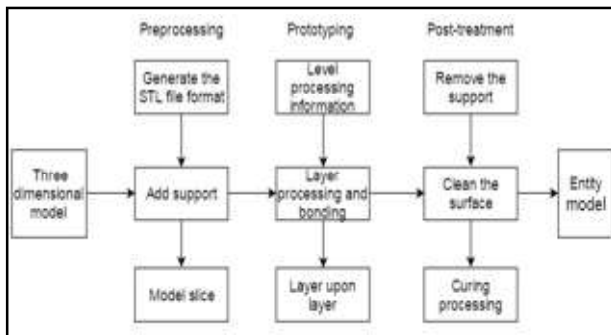 Preprocessing
Prototyping
Post-treatment
Generate the
STL file format
Level
processing
information
Remove the
support
Three
dimensional
model
Add support
Layer
processing and
bonding
Clean the
surface
Entity
model
Model slice
Layer upon
layer
Curing
processing